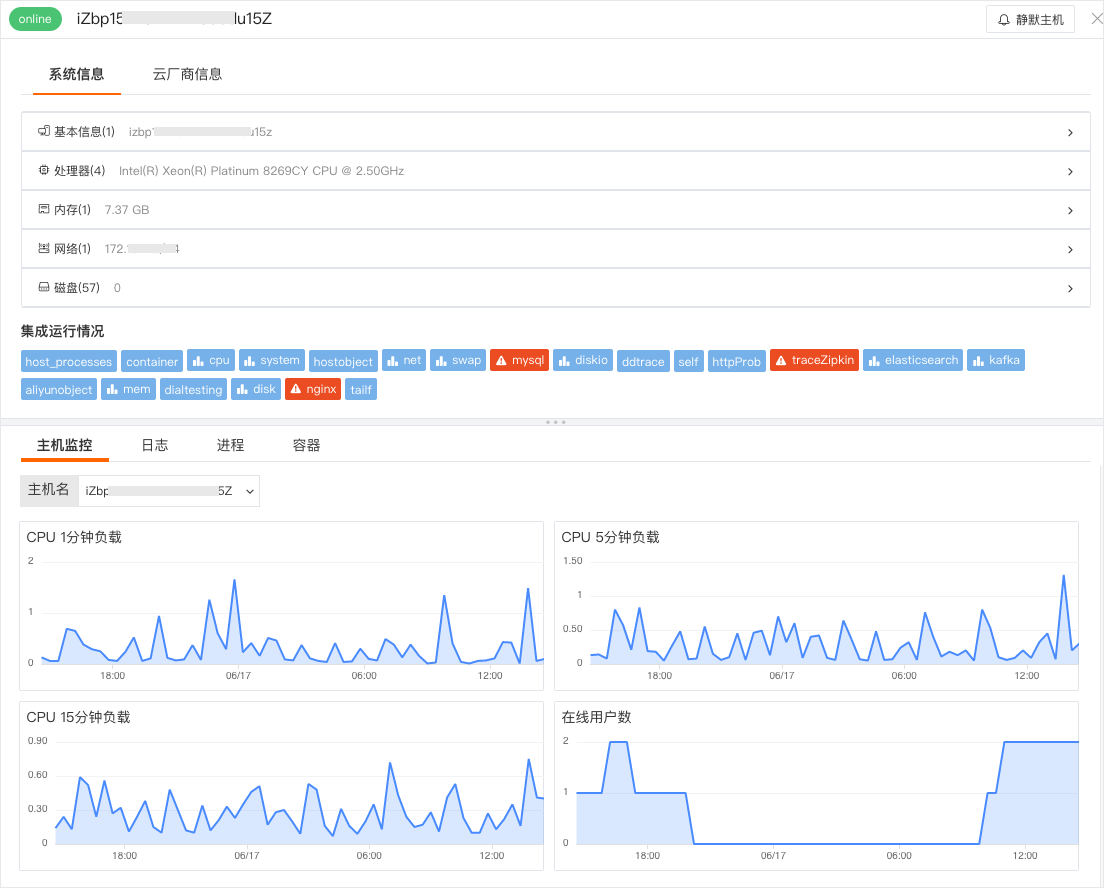 online iZbp15 lu15Z 静默主机
系统信息 云厂商信息
基本信息(1) izbp u15z
处理器(4) Intel(R) Xeon(R) Platinum 8269CY CPU @ 2.50GHz
内存(1) 7.37 GB
网络(1) 172. 4
磁盘(57) 0
集成运行情况
host_processes container cpu system hostobject net swap mysql diskio ddtrace self httpProb traceZipkin elasticsearch kafka
aliyunobject mem dialtesting disk nginx tailf
主机监控 日志 进程 容器
主机名 iZbp 5Z
CPU 1分钟负载
2
1
0
18:00 06/17 06:00 12:00
CPU 5分钟负载
1.50
1
0.50
0
18:00 06/17 06:00 12:00
CPU 15分钟负载
0.90
0.60
0.30
0
18:00 06/17 06:00 12:00
在线用户数
2
1
0
18:00 06/17 06:00 12:00